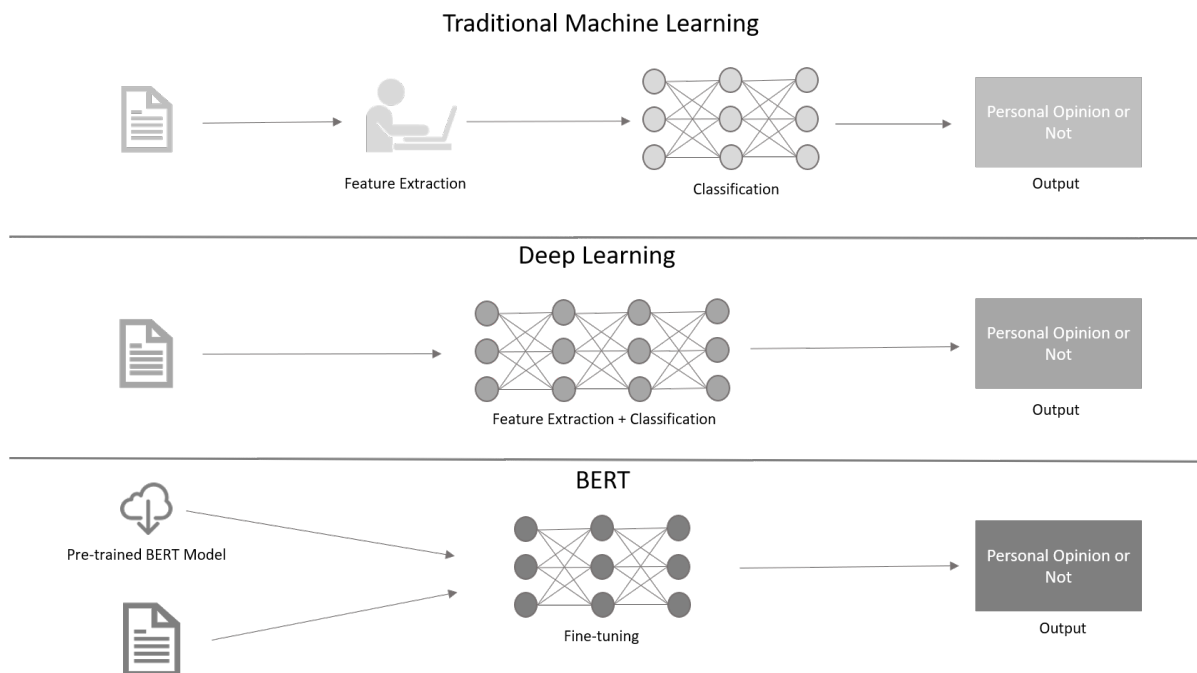 Traditional Machine Learning
Personal Opinion or
Not
Feature Extraction
Classification
Output
Deep Learning
Personal Opinion or
Not
Feature Extraction + Classification
Output
BERT
Pre-trained BERT Model
Personal Opinion or
Not
Fine-tuning
Output